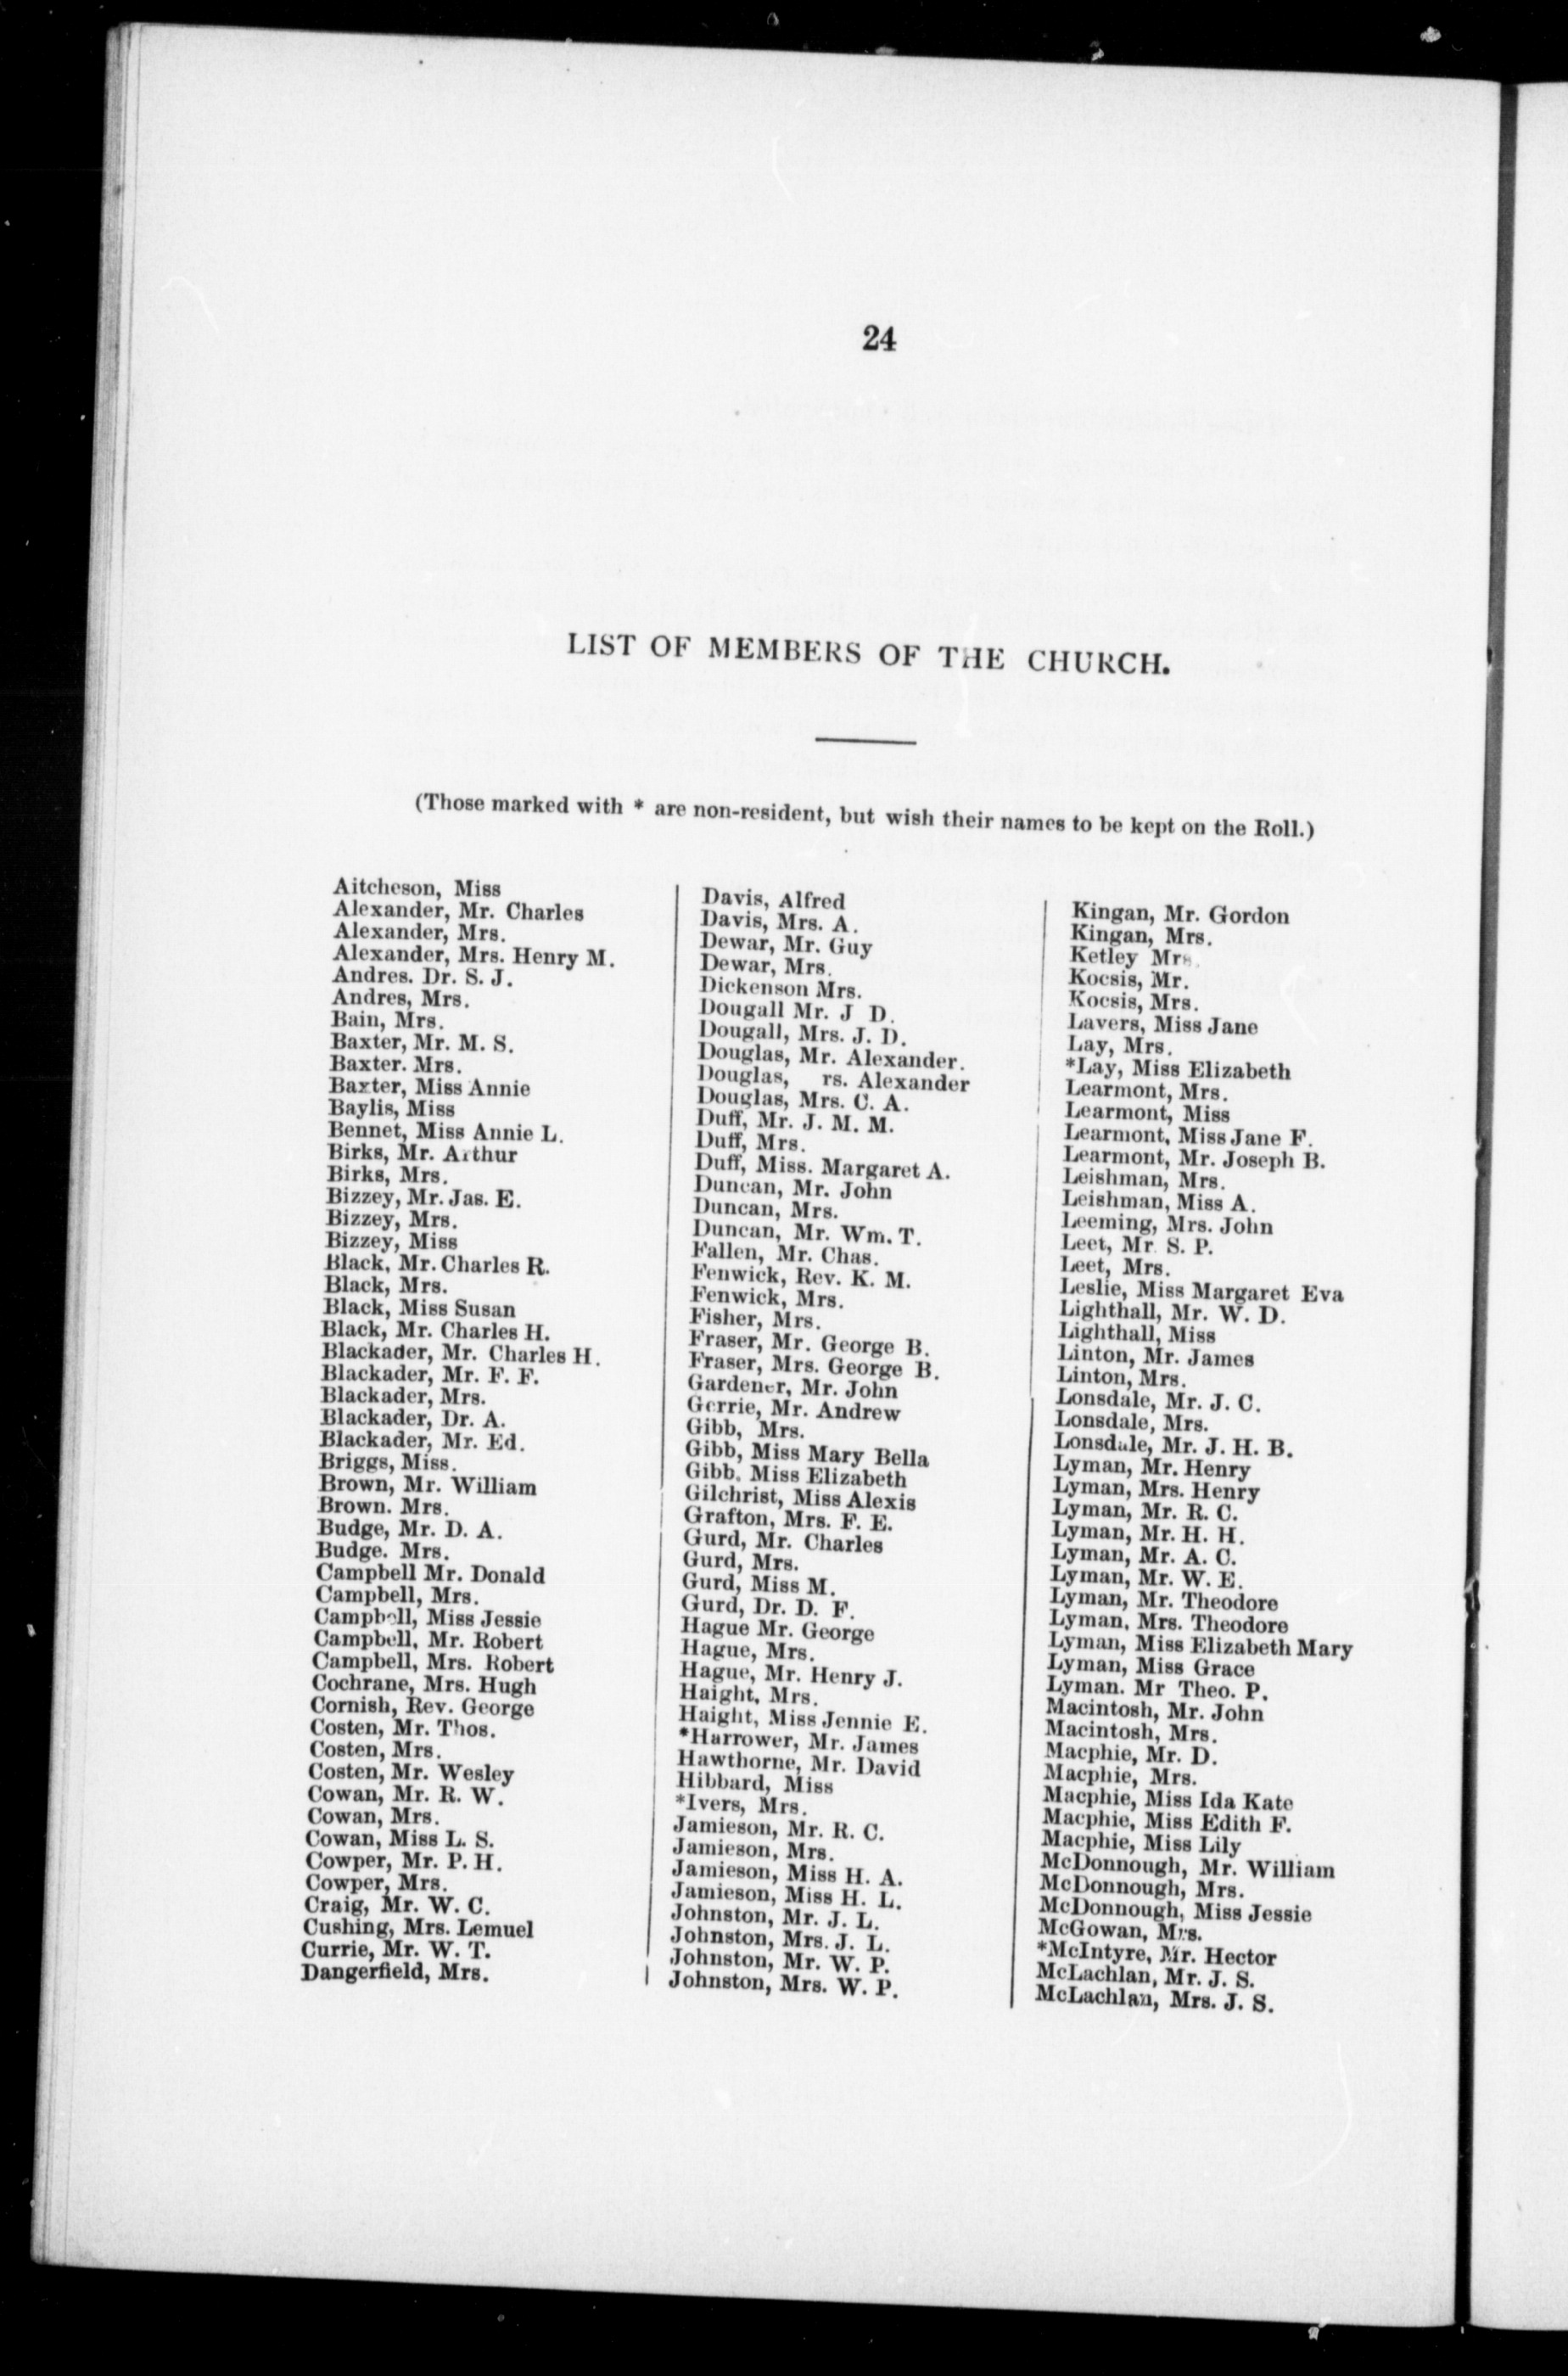 24
LIST OF MEMBERS OF THE CHURCH.
(Those marked with * are non-resident, but wish their names to be kept on the Roll.)
Aitcheson, Miss
Alexander, Mr. Charles
Alexander, Mrs.
Alexander, Mrs. Henry M.
Andres. Dr. S. J.
Andres, Mrs.
Bain, Mrs.
Baxter, Mr. M. S.
Baxter. Mrs.
Baxter, Miss Annie
Baylis, Miss
Bennet, Miss Annie L.
Birks, Mr. Arthur
Birks, Mrs.
Bizzey, Mr. Jas. E.
Bizzey, Mrs.
Bizzey, Miss
Black, Mr. Charles R.
Black, Mrs.
Black, Miss Susan
Black, Mr. Charles H.
Blackader, Mr. Charles H.
Blackader, Mr. F. F.
Blackader, Mrs.
Blackader, Dr. A.
Blackader, Mr. Ed.
Briggs, Miss.
Brown, Mr. William
Brown. Mrs.
Budge, Mr. D. A.
Budge. Mrs.
Campbell Mr. Donald
Campbell, Mrs.
Campbell, Miss Jessie
Campbell, Mr. Robert
Campbell, Mrs. Robert
Cochrane, Mrs. Hugh
Cornish, Rev. George
Costen, Mr. Thos.
Costen, Mrs.
Costen, Mr. Wesley
Cowan, Mr. R. W.
Cowan, Mrs.
Cowan, Miss L. S.
Cowper, Mr. P. H.
Cowper, Mrs.
Craig, Mr. W. C.
Cushing, Mrs. Lemuel
Currie, Mr. W. T.
Dangerfield, Mrs.
Davis, Alfred
Davis, Mrs. A.
Dewar, Mr. Guy
Dewar, Mrs.
Dickenson Mrs.
Dougall Mr. J D.
Dougall, Mrs. J. D.
Douglas, Mr. Alexander.
Douglas, rs. Alexander
Douglas, Mrs. C. A.
Duff, Mr. J. M. M.
Duff, Mrs.
Duff, Miss. Margaret A.
Duncan, Mr. John
Duncan, Mrs.
Duncan, Mr. Wm. T.
Fallen, Mr. Chas.
Fenwick, Rev. K. M.
Fenwick, Mrs.
Fisher, Mrs.
Fraser, Mr. George B.
Fraser, Mrs. George B.
Gardener, Mr. John
Gerrie, Mr. Andrew
Gibb, Mrs.
Gibb, Miss Mary Bella
Gibb. Miss Elizabeth
Gilchrist, Miss Alexis
Grafton, Mrs. F. E.
Gurd, Mr. Charles
Gurd, Mrs.
Gurd, Miss M.
Gurd, Dr. D. F.
Hague Mr. George
Hague, Mrs.
Hague, Mr. Henry J.
Haight, Mrs.
Haight, Miss Jennie E.
*Harrower, Mr. James
Hawthorne, Mr. David
Hibbard, Miss
*Ivers, Mrs.
Jamieson, Mr. R. C.
Jamieson, Mrs.
Jamieson, Miss H. A.
Jamieson, Miss H. L.
Johnston, Mr. J. L.
Johnston, Mrs. J. L.
Johnston, Mr. W. P.
Johnston, Mrs. W. P.
Kingan, Mr. Gordon
Kingan, Mrs.
Ketley Mrs.
Kocsis, Mr.
Kocsis, Mrs.
Lavers, Miss Jane
Lay, Mrs.
*Lay, Miss Elizabeth
Learmont, Mrs.
Learmont, Miss
Learmont, Miss Jane F.
Learmont, Mr. Joseph B.
Leishman, Mrs.
Leishman, Miss A.
Leeming, Mrs. John
Leet, Mr S. P.
Leet, Mrs.
Leslie, Miss Margaret Eva
Lighthall, Mr. W. D.
Lighthall, Miss
Linton, Mr. James
Linton, Mrs.
Lonsdale, Mr. J. C.
Lonsdale, Mrs.
Lonsdale, Mr. J. H. B.
Lyman, Mr. Henry
Lyman, Mrs. Henry
Lyman, Mr. R. C.
Lyman, Mr. H. H.
Lyman, Mr. A. C.
Lyman, Mr. W. E.
Lyman, Mr. Theodore
Lyman, Mrs. Theodore
Lyman, Miss Elizabeth Mary
Lyman, Miss Grace
Lyman. Mr Theo. P.
Macintosh, Mr. John
Macintosh, Mrs.
Macphie, Mr. D.
Macphie, Mrs.
Macphie, Miss Ida Kate
Macphie, Miss Edith F.
Macphie, Miss Lily
McDonnough, Mr. William
McDonnough, Mrs.
McDonnough, Miss Jessie
McGowan, Mrs.
*McIntyre, Mr. Hector
McLachlan, Mr. J. S.
McLachlan, Mrs. J. S.